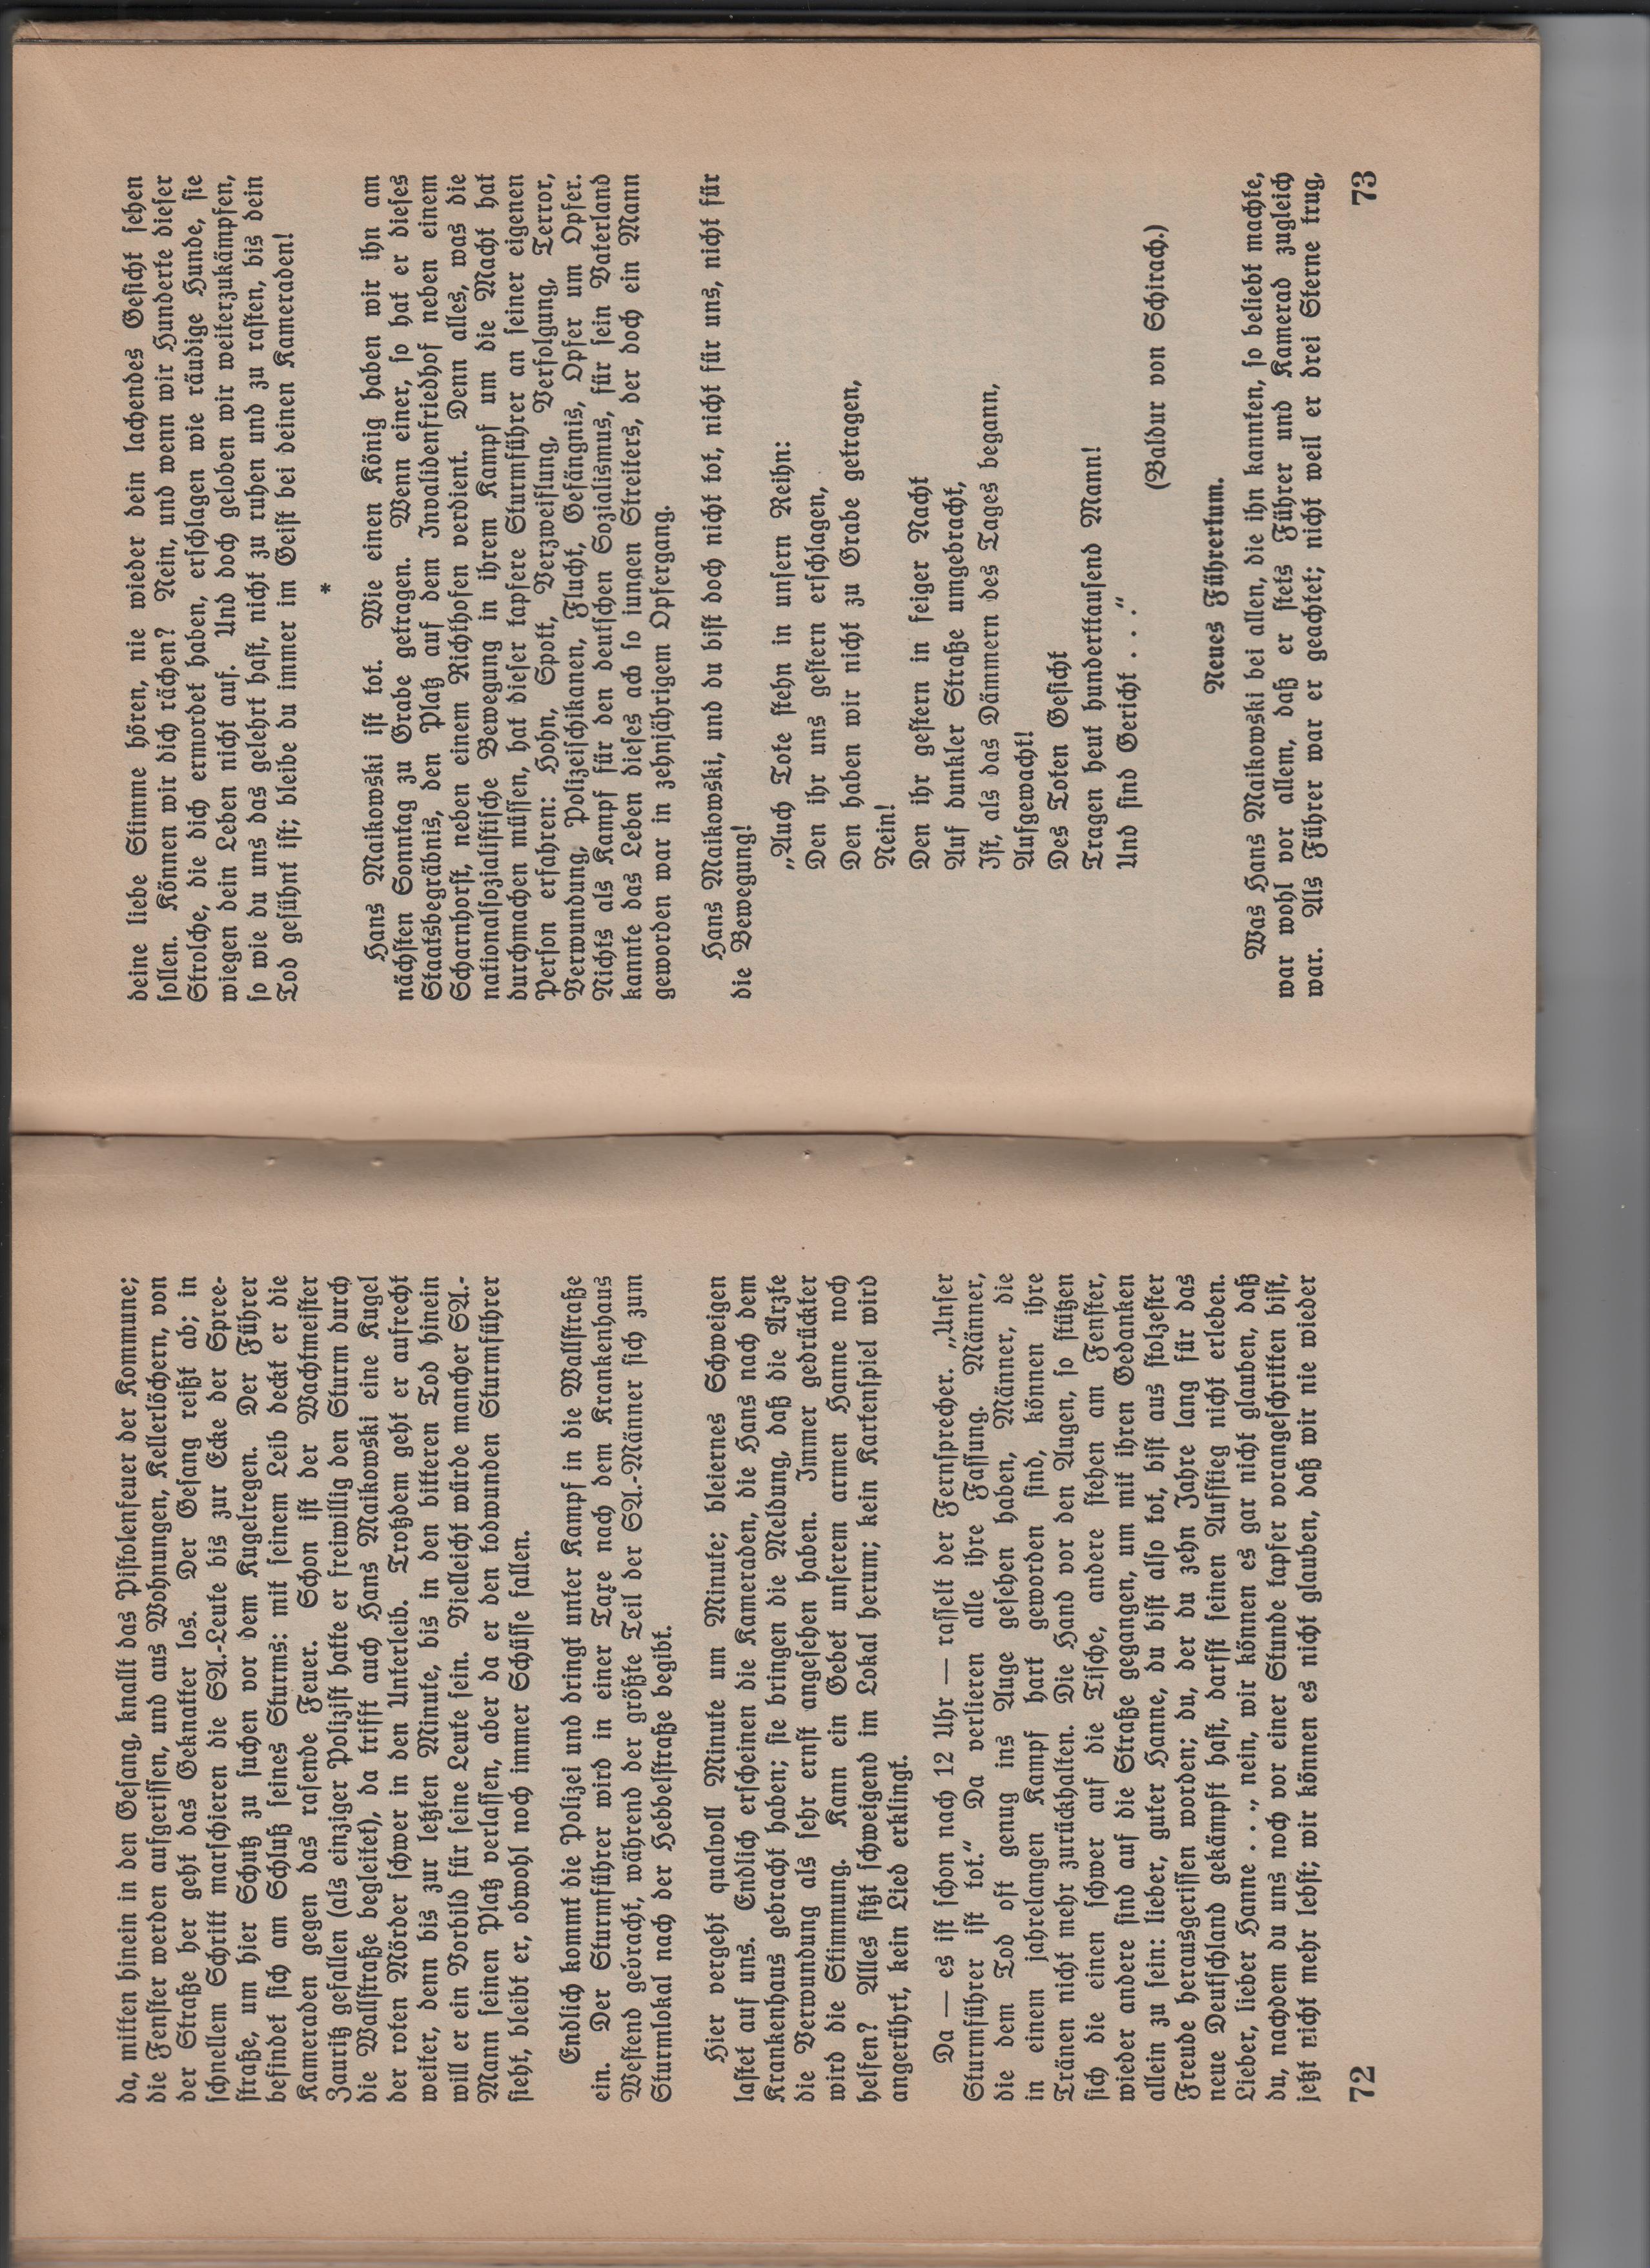 da, mitten hinein in den Gesang, knallt das Pistolenfeuer der Kommune;
die Fenster werden aufgerissen, und aus Wohnungen, Kellerlöchern, von
der Straße her geht das Geknatter los. Der Gesang reißt ab; in
schnellem Schritt marschieren die SA.-Leute bis zur Ecke der Spree-
straße, um hier Schutz zu suchen vor dem Kugelregen. Der Führer
befindet sich am Schluß seines Sturms: mit seinem Leib deckt er die
Kameraden gegen das rasende Feuer. Schon ist der Wachtmeister
Zauritz gefallen (als einziger Polizist hatte er freiwillig den Sturm durch
die Wallstraße begleitet), da trifft auch Hans Maikowski eine Kugel
der roten Mörder schwer in den Unterleib. Trotzdem geht er aufrecht
weiter, denn bis zur letzten Minute, bis in den bitteren Tod hinein
will er ein Vorbild für seine Leute sein. Vielleicht würde mancher SA.-
Mann seinen Platz verlassen, aber da er den todwunden Sturmführer
sieht, bleibt er, obwohl noch immer Schüsse fallen.
Endlich kommt die Polizei und dringt unter Kampf in die Wallstraße
ein. Der Sturmführer wird in einer Taxe nach dem Krankenhaus
Westend gebracht, während der größte Teil der SA.-Männer sich zum
Sturmlokal nach der Hebbelstraße begibt.
Hier vergeht qualvoll Minute um Minute; bleiernes Schweigen
lastet auf uns. Endlich erscheinen die Kameraden, die Hans nach dem
Krankenhaus gebracht haben; sie bringen die Meldung, daß die Ärzte
die Verwundung als sehr ernst angesehen haben. Immer gedrückter
wird die Stimmung. Kann ein Gebet unserem armen Hanne noch
helfen? Alles sitzt schweigend im Lokal herum; kein Kartenspiel wird
angerührt, kein Lied erklingt.
Da — es ist schon nach 12 Uhr — rasselt der Fernsprecher. „Unser
Sturmführer ist tot.“ Da verlieren alle ihre Fassung. Männer,
die dem Tod oft genug ins Auge gesehen haben, Männer, die
in einem jahrelangen Kampf hart geworden sind, können ihre
Tränen nicht mehr zurückhalten. Die Hand vor den Augen, so stützen
sich die einen schwer auf die Tische, andere stehen am Fenster,
wieder andere sind auf die Straße gegangen, um mit ihren Gedanken
allein zu sein: lieber, guter Hanne, du bist also tot, bist aus stolzester
Freude herausgerissen worden; du, der du zehn Jahre lang für das
neue Deutschland gekämpft hast, darfst seinen Aufstieg nicht erleben.
Lieber, lieber Hanne . . ., nein, wir können es gar nicht glauben, daß
du, nachdem du uns noch vor einer Stunde tapfer vorangeschritten bist,
jetzt nicht mehr lebst; wir können es nicht glauben, daß wir nie wieder
72
deine liebe Stimme hören, nie wieder dein lachendes Gesicht sehen
sollen. Können wir dich rächen? Nein, und wenn wir Hunderte dieser
Strolche, die dich ermordet haben, erschlagen wie räudige Hunde, sie
wiegen dein Leben nicht auf. Und doch geloben wir weiterzukämpfen,
so wie du uns das gelehrt hast, nicht zu ruhen und zu rasten, bis dein
Tod gesühnt ist; bleibe du immer im Geist bei deinen Kameraden!
*
Hans Maikowski ist tot. Wie einen König haben wir ihn am
nächsten Sonntag zu Grabe getragen. Wenn einer, so hat er dieses
Staatsbegräbnis, den Platz auf dem Invalidenfriedhof neben einem
Scharnhorst, neben einem Richthofen verdient. Denn alles, was die
nationalsozialistische Bewegung in ihrem Kampf um die Macht hat
durchmachen müssen, hat dieser tapfere Sturmführer an seiner eigenen
Person erfahren: Hohn, Spott, Verzweiflung, Verfolgung, Terror,
Verwundung, Polizeischikanen, Flucht, Gefängnis, Opfer um Opfer.
Nichts als Kampf für den deutschen Sozialismus, für sein Vaterland
kannte das Leben dieses ach so jungen Streiters, der doch ein Mann
geworden war in zehnjährigem Opfergang.
Hans Maikowski, und du bist doch nicht tot, nicht für uns, nicht für
die Bewegung!
„Auch Tote stehn in unsern Reihn:
Den ihr uns gestern erschlagen,
Den haben wir nicht zu Grabe getragen,
Nein!
Den ihr gestern in feiger Nacht
Auf dunkler Straße umgebracht,
Ist, als das Dämmern des Tages begann,
Aufgewacht!
Des Toten Gesicht
Tragen heut hunderttausend Mann!
Und sind Gericht . . .“
(Baldur von Schirach.)
Neues Führertum.
Was Hans Maikowski bei allen, die ihn kannten, so beliebt machte,
war wohl vor allem, daß er stets Führer und Kamerad zugleich
war. Als Führer war er geachtet; nicht weil er drei Sterne trug,
73